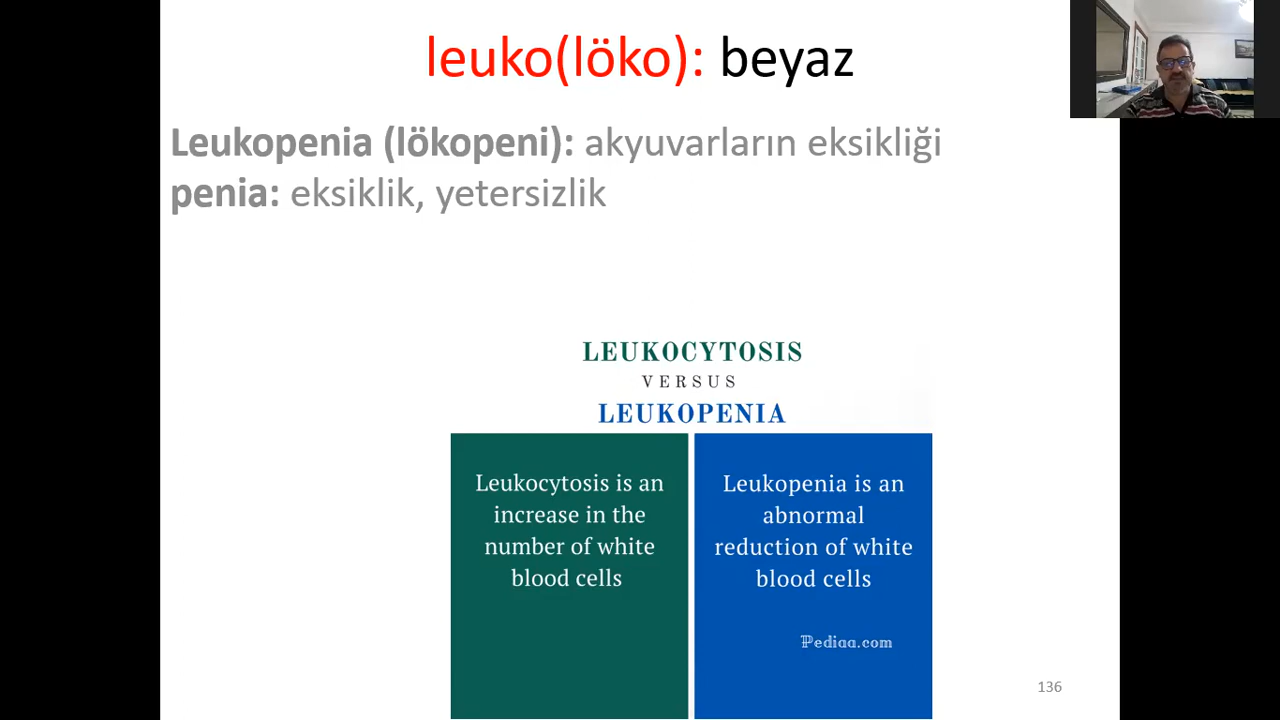 leuko(löko): beyaz
Leukopenia (lökopeni): akyuvarların eksikliği
penia: eksiklik, yetersizlik
LEUKOCYTOSIS
VERSUS
LEUKOPENIA
Leukocytosis is an
increase in the
number of white
blood cells
Leukopenia is an
abnormal
reduction of white
blood cells
Pediaa.com
136